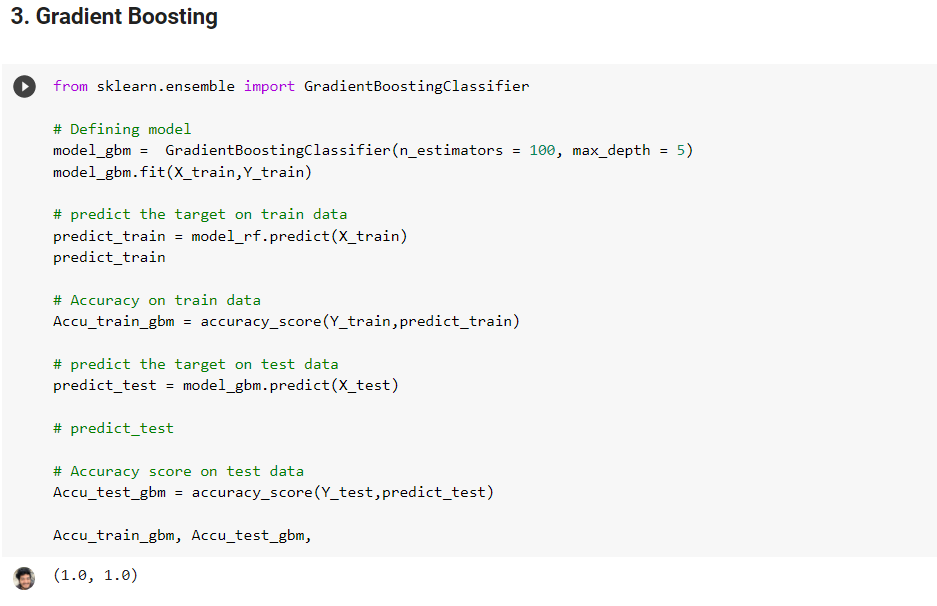 3. Gradient Boosting
from sklearn.ensemble import GradientBoostingClassifier
# Defining model
model_gbm =  GradientBoostingClassifier(n_estimators = 100, max_depth = 5)
model_gbm.fit(X_train,Y_train)
# predict the target on train data
predict_train = model_rf.predict(X_train)
predict_train
# Accuracy on train data
Accu_train_gbm = accuracy_score(Y_train,predict_train)
# predict the target on test data
predict_test = model_gbm.predict(X_test)
# predict_test
# Accuracy score on test data
Accu_test_gbm = accuracy_score(Y_test,predict_test)
Accu_train_gbm, Accu_test_gbm,
(1.0, 1.0)